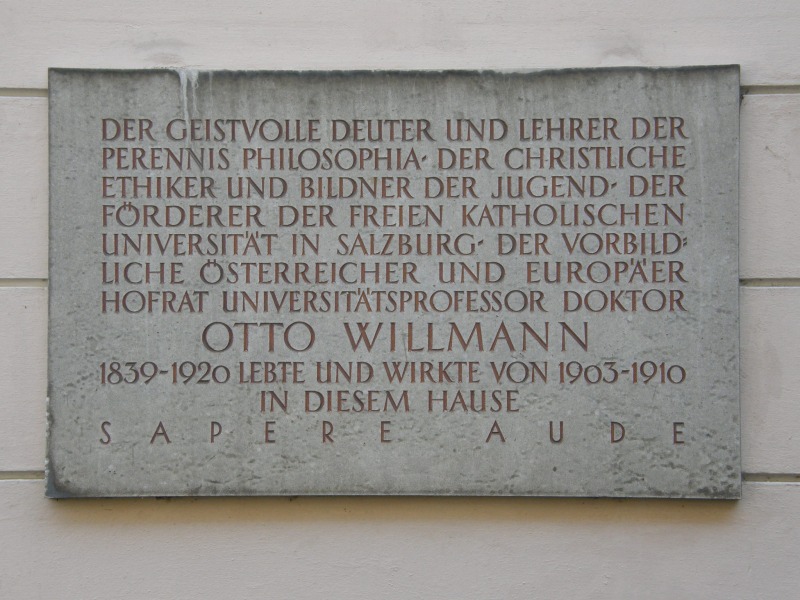 DER GEISTVOLLE DEUTER UND LEHRER DER
PERENNIS PHILOSOPHIA· DER CHRISTLICHE
ETHIKER UND BILDNER DER JUGEND· DER
FÖRDERER DER FREIEN KATHOLISCHEN
UNIVERSITÄT IN SALZBURG· DER VORBILD-
LICHE ÖSTERREICHER UND EUROPÄER
HOFRAT UNIVERSITÄTSPROFESSOR DOKTOR
OTTO WILLMANN
1839-1920 LEBTE UND WIRKTE VON 1903-1910
IN DIESEM HAUSE
SAPERE AUDE